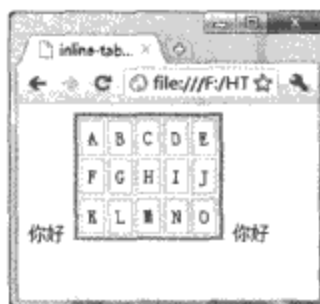 inline-tab...
file:///F:/HT
A B C D E
F G H I J
K L M N O
你好 你好